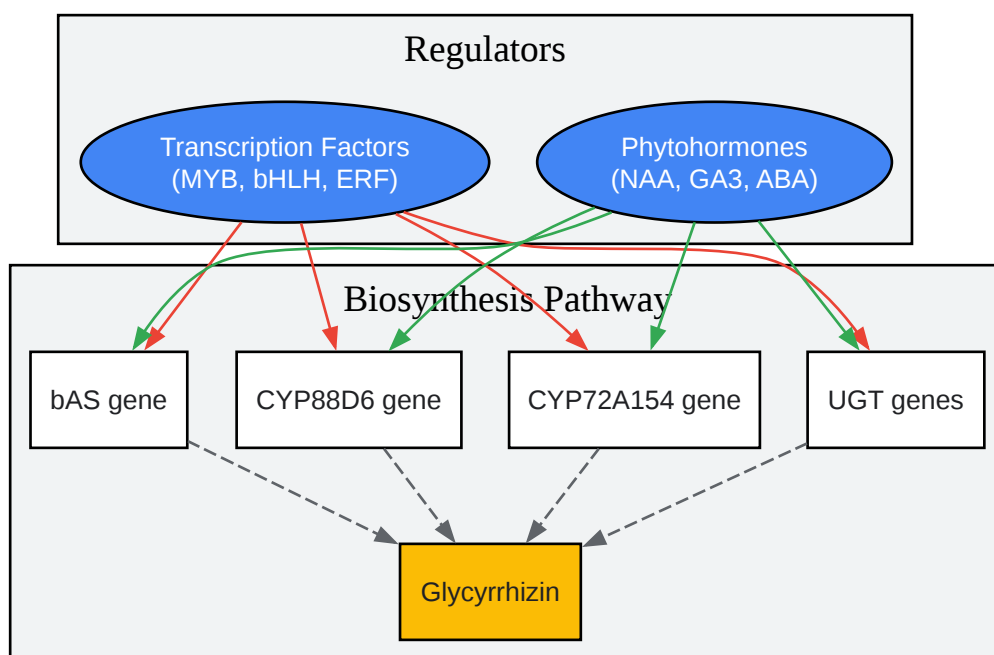 Regulators
Transcription Factors
(MYB, bHLH, ERF)
Phytohormones
(NAA, GA3, ABA)
Biosynthesis Pathway
bAS gene
CYP88D6 gene
CYP72A154 gene
UGT genes
Glycyrrhizin